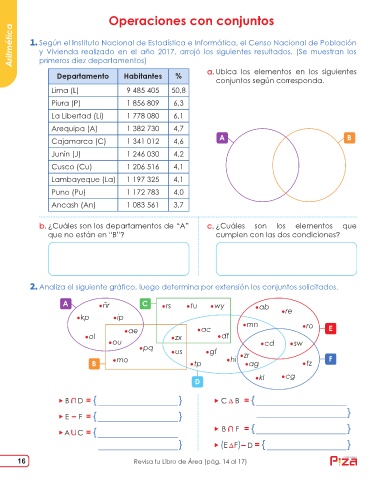 Operaciones con conjuntos
Aritmética
1. Según el Instituto Nacional de Estadística e Informática, el Censo Nacional de Población
y Vivienda realizado en el año 2017, arrojó los siguientes resultados. (Se muestran los
primeros diez departamentos)
Departamento Habitantes %
Lima (L) 9 485 405 50,8
Piura (P) 1 856 809 6,3
La Libertad (Li) 1 778 080 6,1
Arequipa (A) 1 382 730 4,7
Cajamarca (C) 1 341 012 4,6
Junín (J) 1 246 030 4,2
Cusco (Cu) 1 206 516 4,1
Lambayeque (La) 1 197 325 4,1
Puno (Pu) 1 172 783 4,0
Ancash (An) 1 083 561 3,7
a. Ubica los elementos en los siguientes
conjuntos según corresponda.
A B
b. ¿Cuáles son los departamentos de “A”
que no están en “B”?
c. ¿Cuáles son los elementos que
cumplen con las dos condiciones?
2. Analiza el siguiente gráfico, luego determina por extensión los conjuntos solicitados.
A •ñr C •rs •tu •wy •ab •re
•kp •ip •ae •ac •mn •ro E
•al •ou •zx •df •cd •sw
•pq •us •gf •zr
B •mo •tp •hi •ag •tz F
D •kl •cg
B∩D = { }
E − F = { }
A∪C = {
}
C △ B = {
}
B∩F = { }
(E△F)− D = { }
16 Revisa tu Libro de Área (pág. 14 al 17) Piza